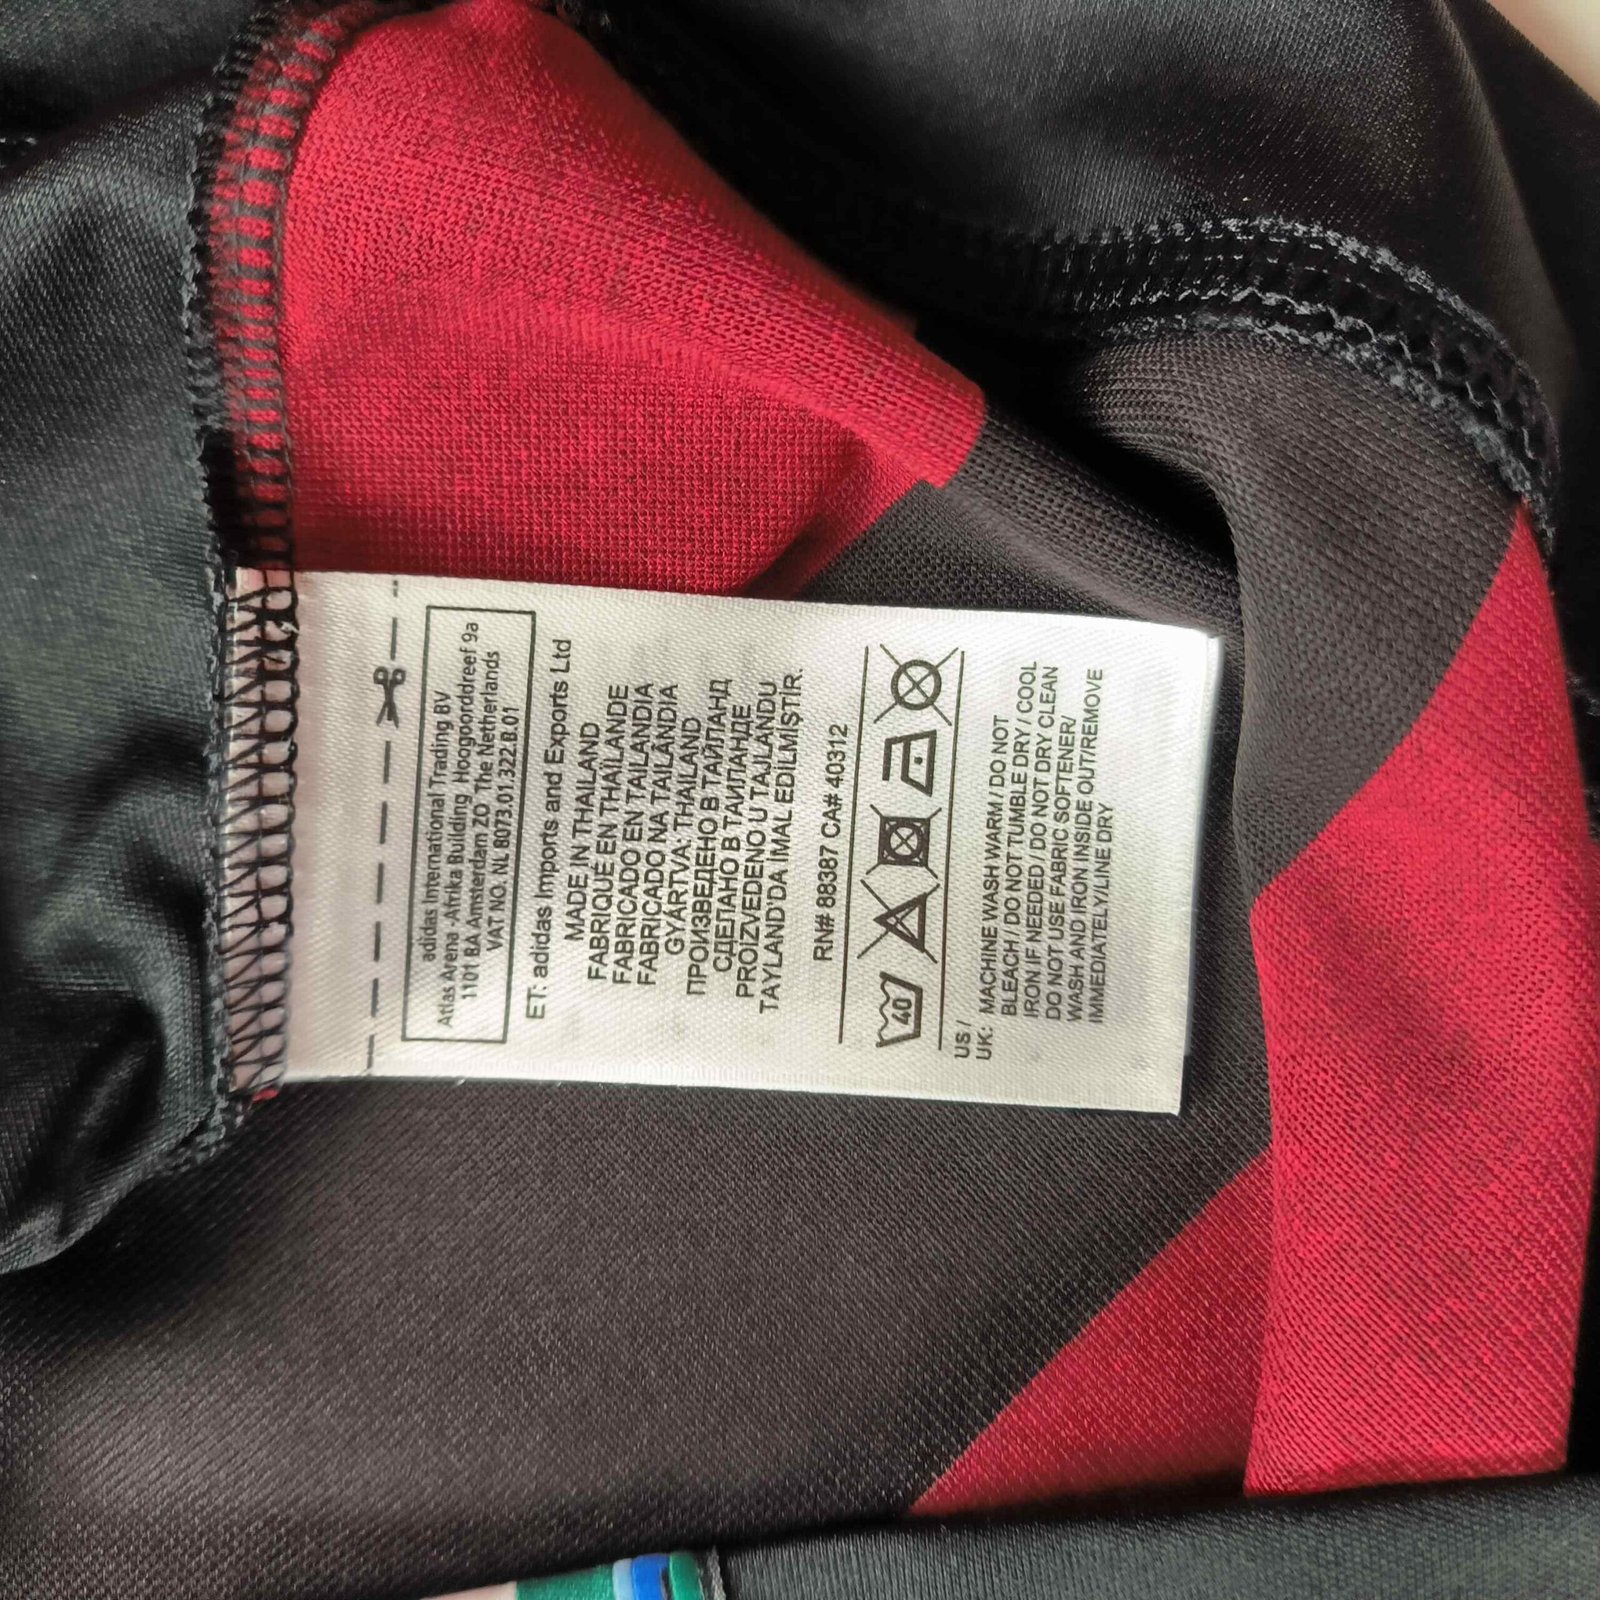 adidas International Trading BV
Atlas Arena -Afrika Building Hoogoorddreef 9a
1101 BA Amsterdam ZO The Netherlands
VAT NO. NL 8073.01.322.B.01
ET: adidas Imports and Exports Ltd
MADE IN THAILAND
FABRIQUÉ EN THAÏLANDE
FABRICADO EN TAILANDIA
FABRICADO NA TAILÂNDIA
GYÁRTVA: THAILAND
ПРОИЗВЕДЕНО В ТАЙЛАНД
СДЕЛАНО В ТАИЛАНДЕ
PROIZVEDENO U TAJLANDU
TAYLAND'DA IMAL EDILMIŞTIR.
RN# 88387 CA# 40312
40
US /
UK: MACHINE WASH WARM / DO NOT
BLEACH / DO NOT TUMBLE DRY / COOL
IRON IF NEEDED / DO NOT DRY CLEAN
DO NOT USE FABRIC SOFTENER/
WASH AND IRON INSIDE OUT/REMOVE
IMMEDIATELY/LINE DRY